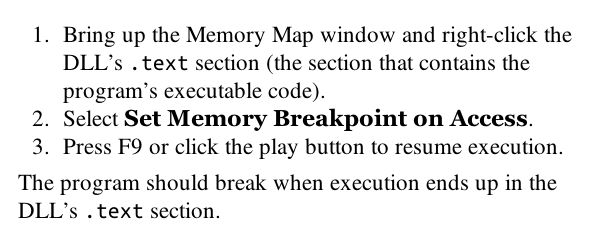 1. Bring up the Memory Map window and right-click the
DLL’s .text section (the section that contains the
program’s executable code).
2. Select Set Memory Breakpoint on Access.
3. Press F9 or click the play button to resume execution.
The program should break when execution ends up in the
DLL’s .text section.